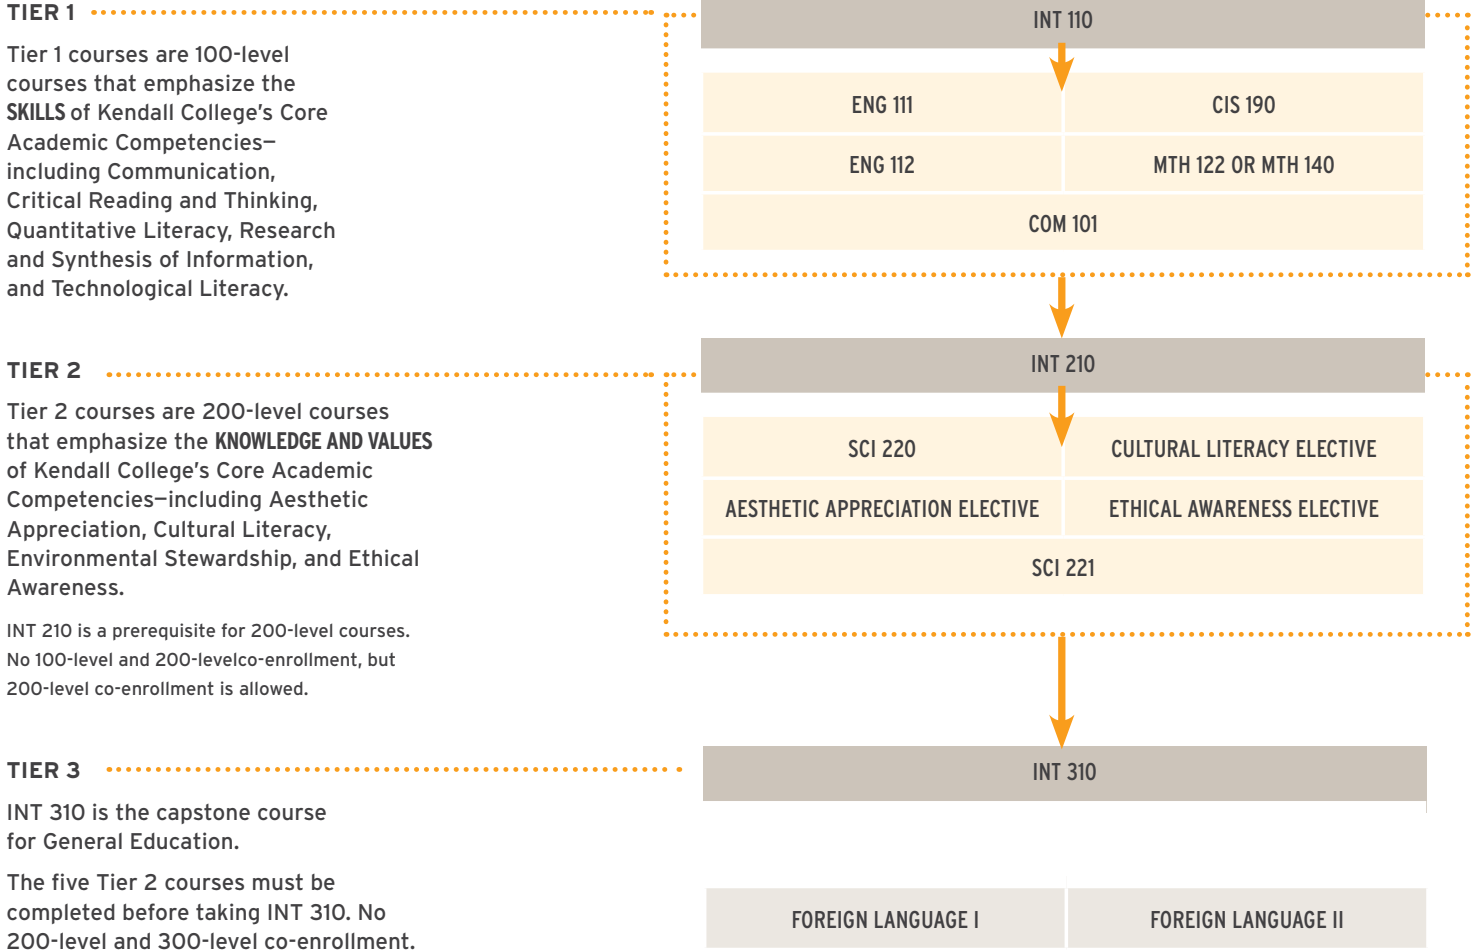 TIER 1
Tier 1 courses are 100-level
courses that emphasize the
SKILLS of Kendall College's Core
Academic Competencies—
including Communication,
Critical Reading and Thinking,
Quantitative Literacy, Research
and Synthesis of Information,
and Technological Literacy.
INT 110
ENG 111
CIS 190
ENG 112
MTH 122 OR MTH 140
COM 101
TIER 2
Tier 2 courses are 200-level courses
that emphasize the KNOWLEDGE AND VALUES
of Kendall College's Core Academic
Competencies—including Aesthetic
Appreciation, Cultural Literacy,
Environmental Stewardship, and Ethical
Awareness.
INT 210 is a prerequisite for 200-level courses.
No 100-level and 200-levelco-enrollment, but
200-level co-enrollment is allowed.
INT 210
SCI 220
CULTURAL LITERACY ELECTIVE
AESTHETIC APPRECIATION ELECTIVE
ETHICAL AWARENESS ELECTIVE
SCI 221
TIER 3
INT 310 is the capstone course
for General Education.
The five Tier 2 courses must be
completed before taking INT 310. No
200-level and 300-level co-enrollment.
INT 310
FOREIGN LANGUAGE I
FOREIGN LANGUAGE II